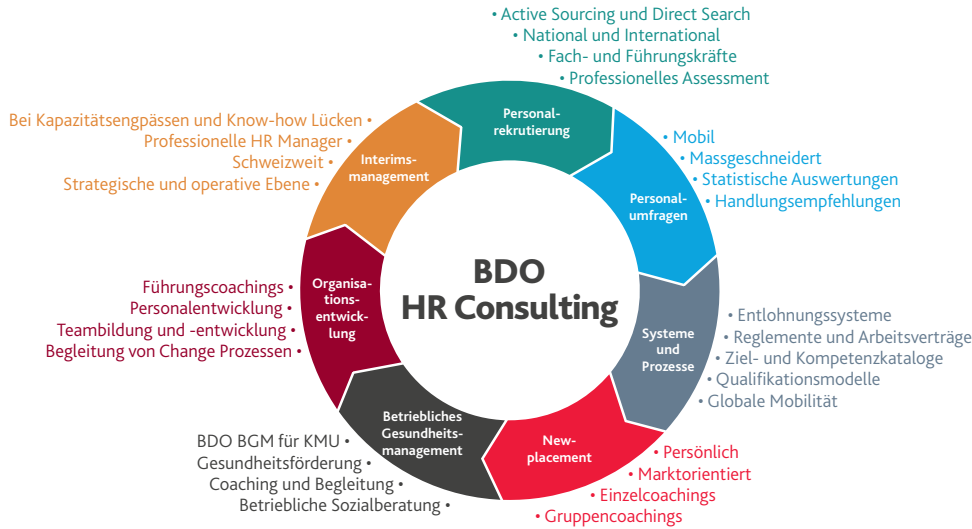 • Active Sourcing und Direct Search
• National und International
• Fach- und Führungskräfte
• Professionelles Assessment
Personal-
rekrutierung
• Mobil
• Massgeschneidert
• Statistische Auswertungen
• Handlungsempfehlungen
Personal-
umfragen
• Entlohnungssysteme
• Reglemente und Arbeitsverträge
• Ziel- und Kompetenzkataloge
• Qualifikationsmodelle
• Globale Mobilität
Systeme
und
Prozesse
• Persönlich
• Marktorientiert
• Einzelcoachings
• Gruppencoachings
New-
placement
BDO BGM für KMU •
Gesundheitsförderung •
Coaching und Begleitung •
Betriebliche Sozialberatung •
Betriebliches
Gesundheits-
management
Führungscoachings •
Personalentwicklung •
Teambildung und -entwicklung •
Begleitung von Change Prozessen •
Organisa-
tions-
entwick-
lung
Bei Kapazitätsengpässen und Know-how Lücken •
Professionelle HR Manager •
Schweizweit •
Strategische und operative Ebene •
Interims-
management
BDO
HR Consulting